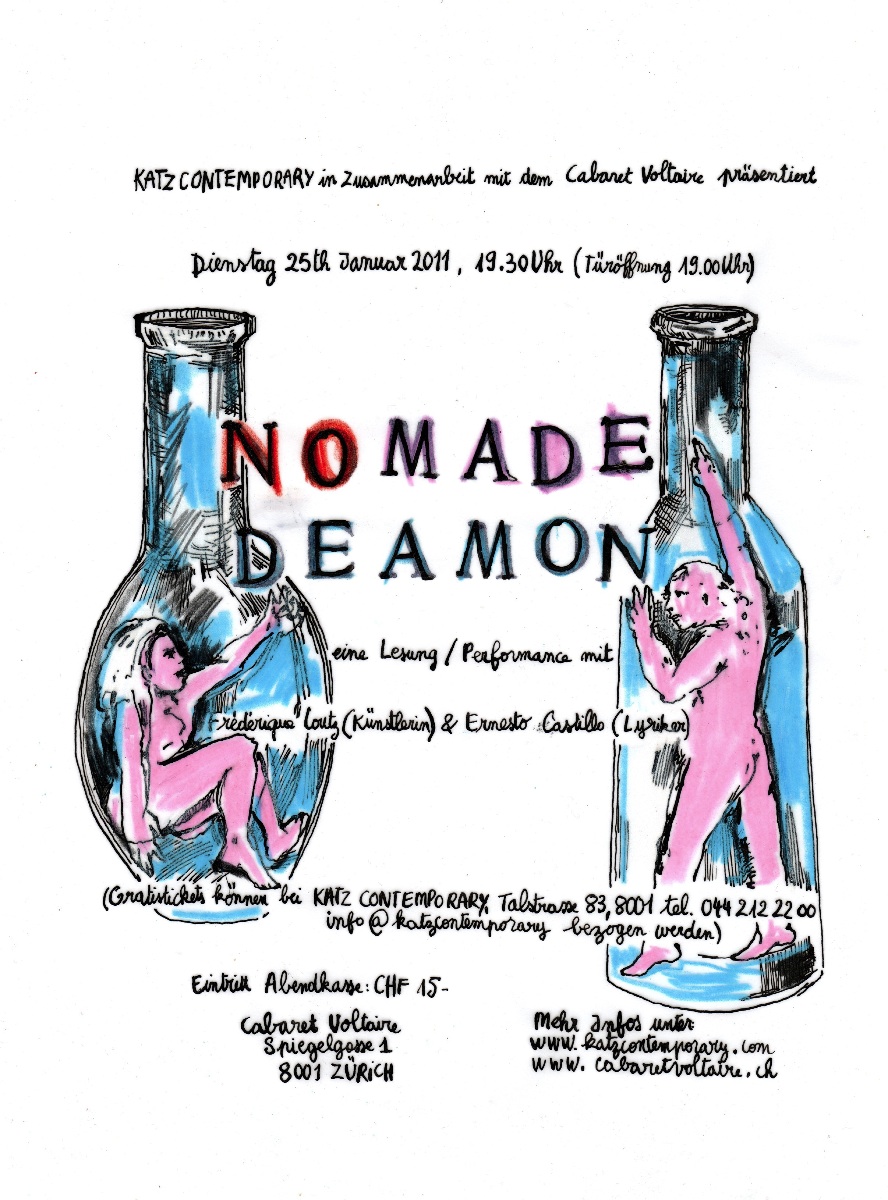 KATZ CONTEMPORARY in Zusammenarbeit mit dem Cabaret Voltaire präsentiert
Dienstag 25th Januar 2011, 19.30 Uhr (Türöffnung 19.00 Uhr)
NOMADE
DEAMON
eine Lesung / Performance mit
Frédérique Loutz (Künstlerin) & Ernesto Castillo (Lyriker)
(Gratistickets können bei KATZ CONTEMPORARY, Talstrasse 83, 8001 tel. 044 212 22 00
info@katzcontemporary bezogen werden)
Eintritt Abendkasse: CHF 15-
Cabaret Voltaire
Spiegelgasse 1
8001 ZÜRiCH
Mehr Infos unter:
www.katzcontemporary.com
www.cabaretvoltaire.ch